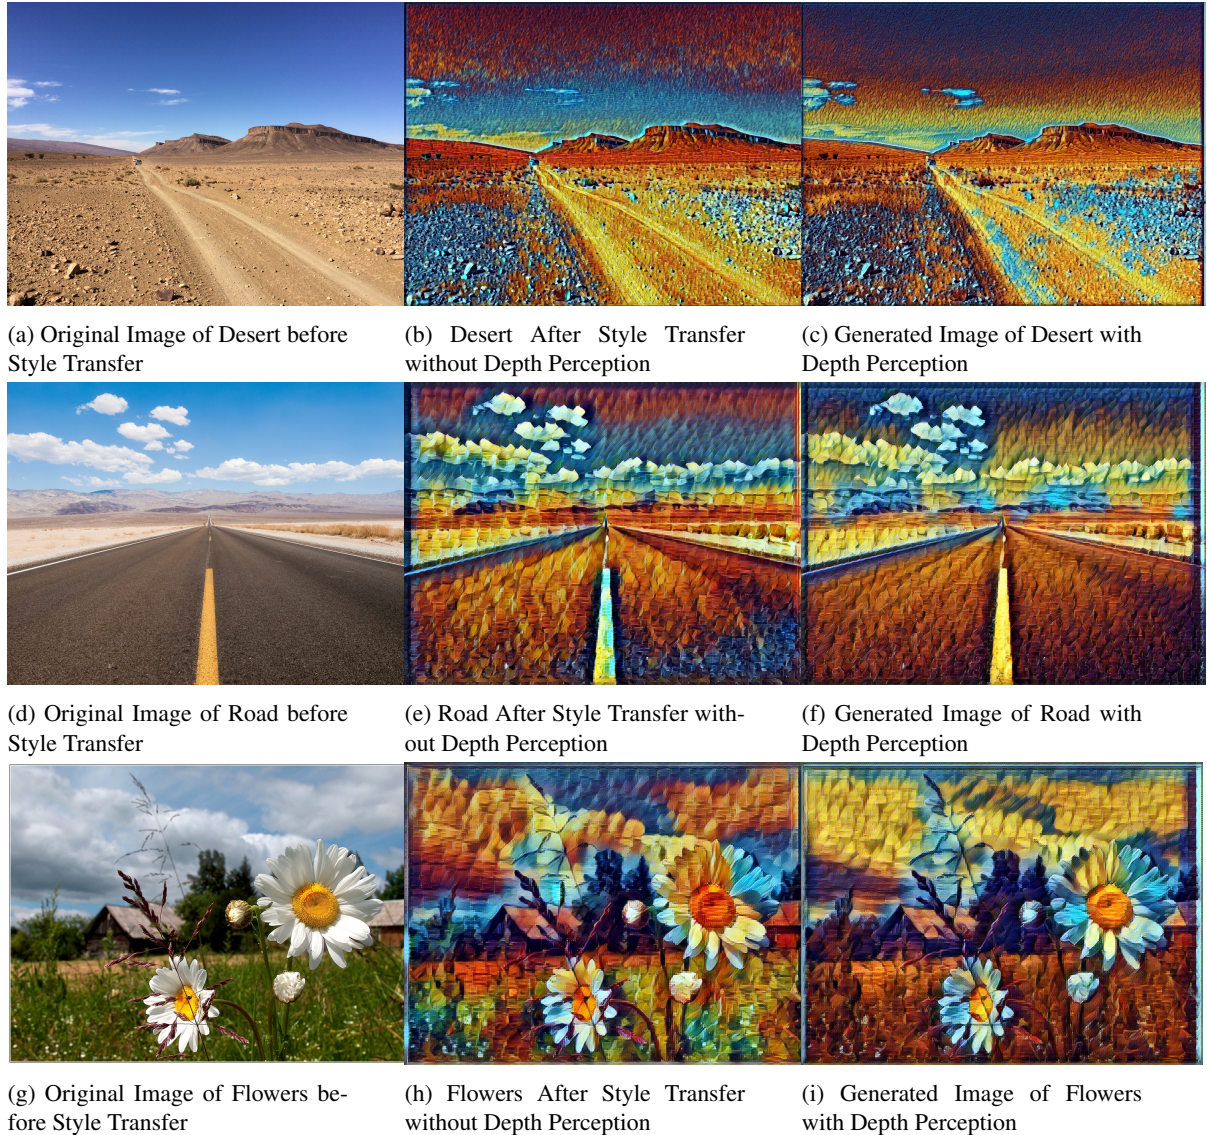 (a) Original Image of Desert before
Style Transfer
(b) Desert After Style Transfer
without Depth Perception
(c) Generated Image of Desert with
Depth Perception
(d) Original Image of Road before
Style Transfer
(e) Road After Style Transfer with-
out Depth Perception
(f) Generated Image of Road with
Depth Perception
(g) Original Image of Flowers be-
fore Style Transfer
(h) Flowers After Style Transfer
without Depth Perception
(i) Generated Image of Flowers
with Depth Perception